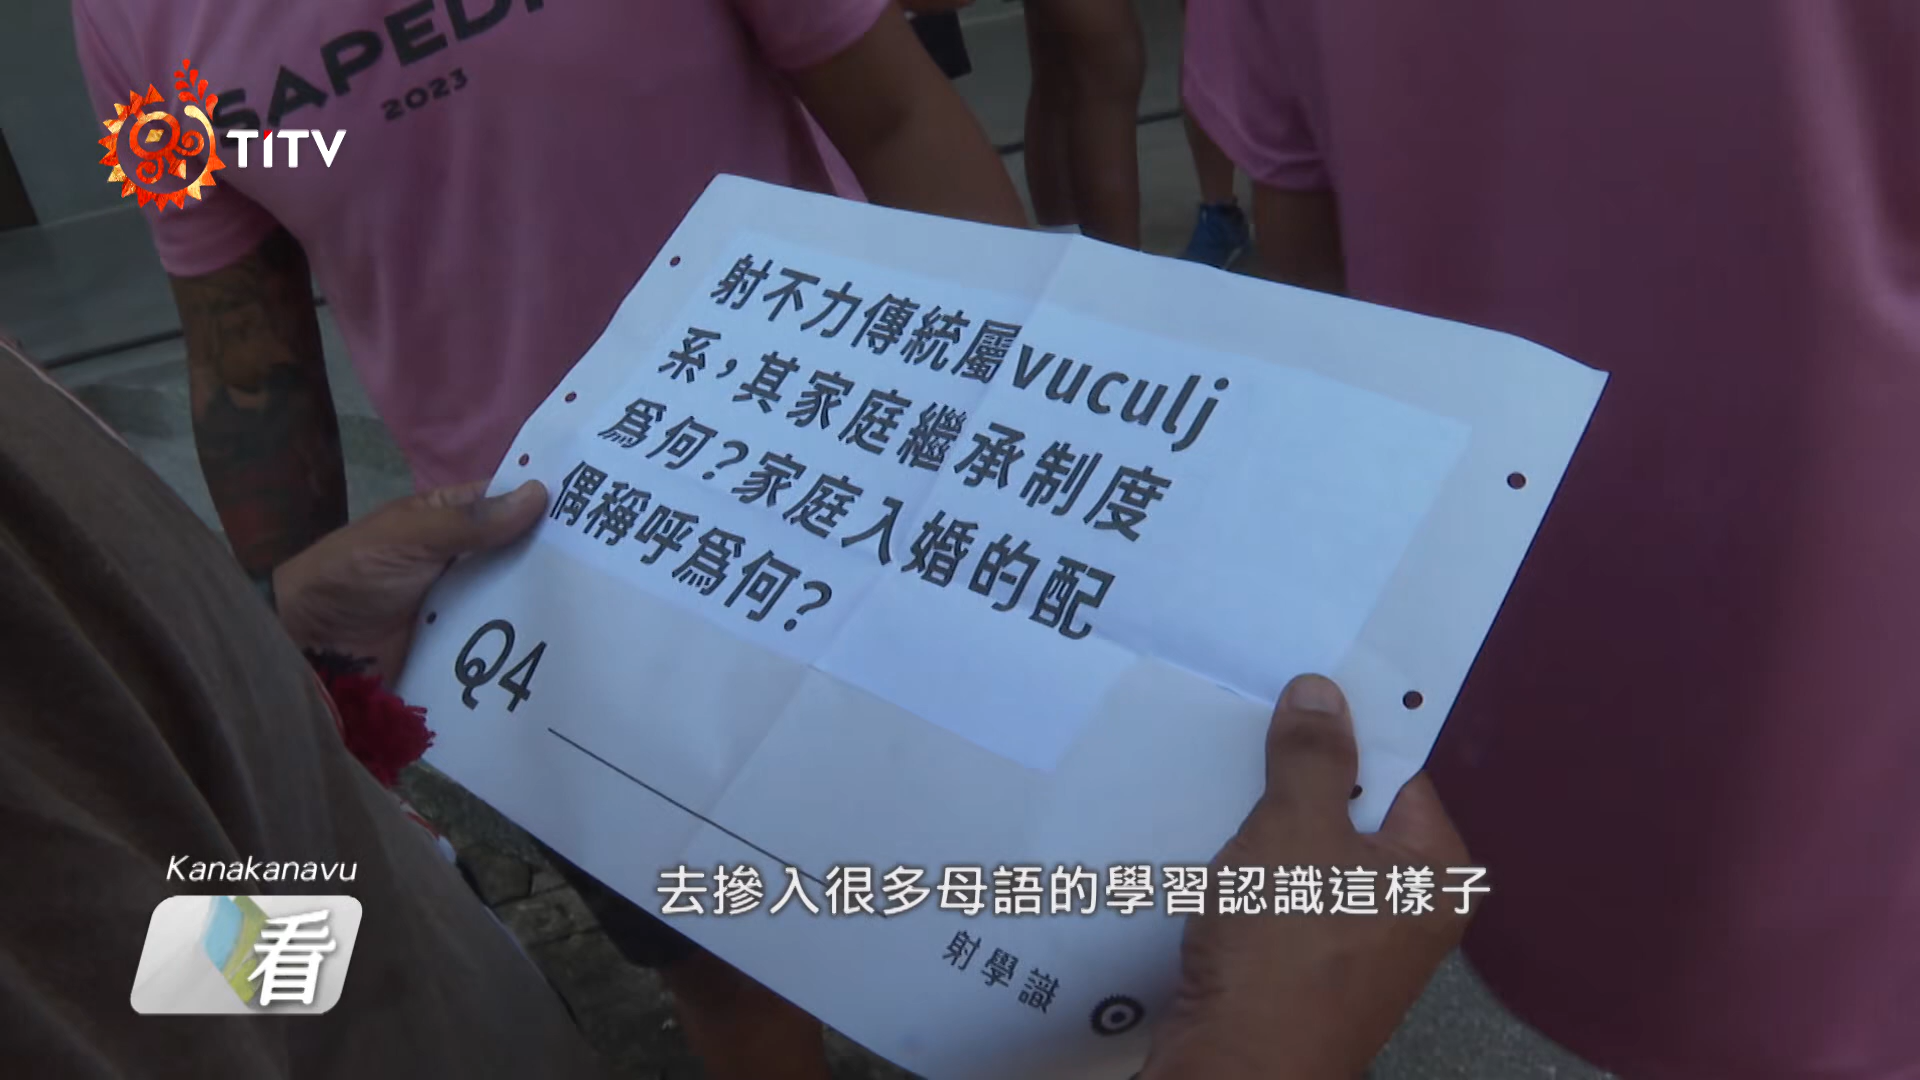 SAPEDI
2023
TITV
射不力傳統屬vuculj
系，其家庭繼承制度
為何？家庭入婚的配
偶稱呼為何？
Q4
去摻入很多母語的學習認識這樣子
Kanakanavu
看
射學識